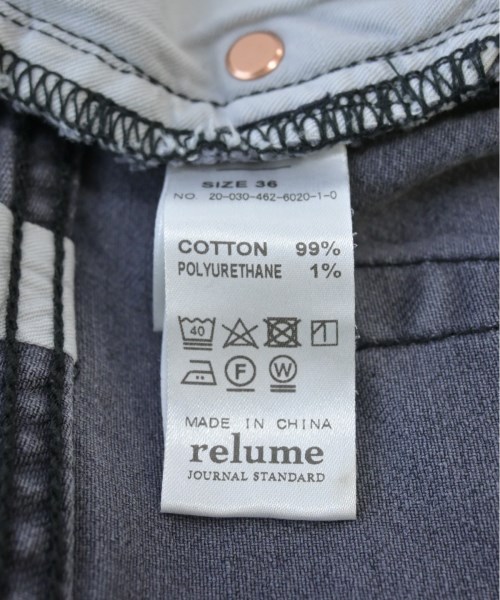 SIZE 36
NO. 20-030-462-6020-1-0
COTTON 99%
POLYURETHANE 1%
40
F W
MADE IN CHINA
relume
JOURNAL STANDARD